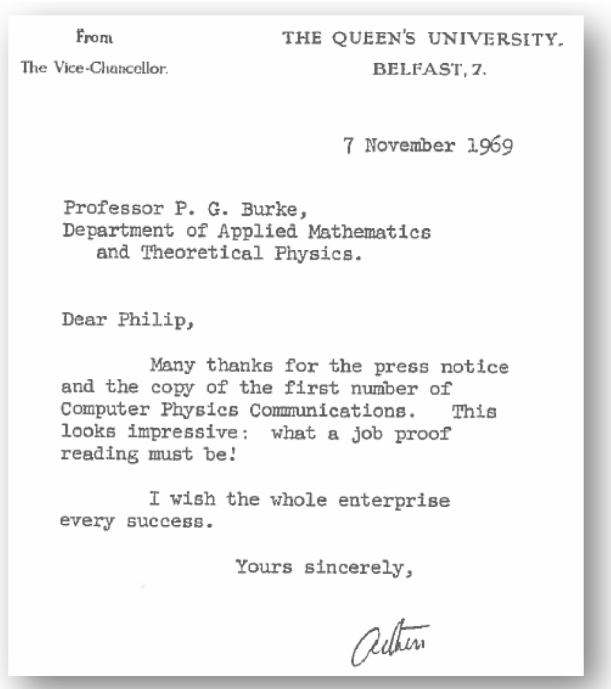 From
The Vice-Chancellor.
THE QUEEN'S UNIVERSITY,
BELFAST, 7.
7 November 1969
Professor P. G. Burke,
Department of Applied Mathematics
and Theoretical Physics.
Dear Philip,
Many thanks for the press notice
and the copy of the first number of
Computer Physics Communications. This
looks impressive: what a job proof
reading must be!
I wish the whole enterprise
every success.
Yours sincerely,